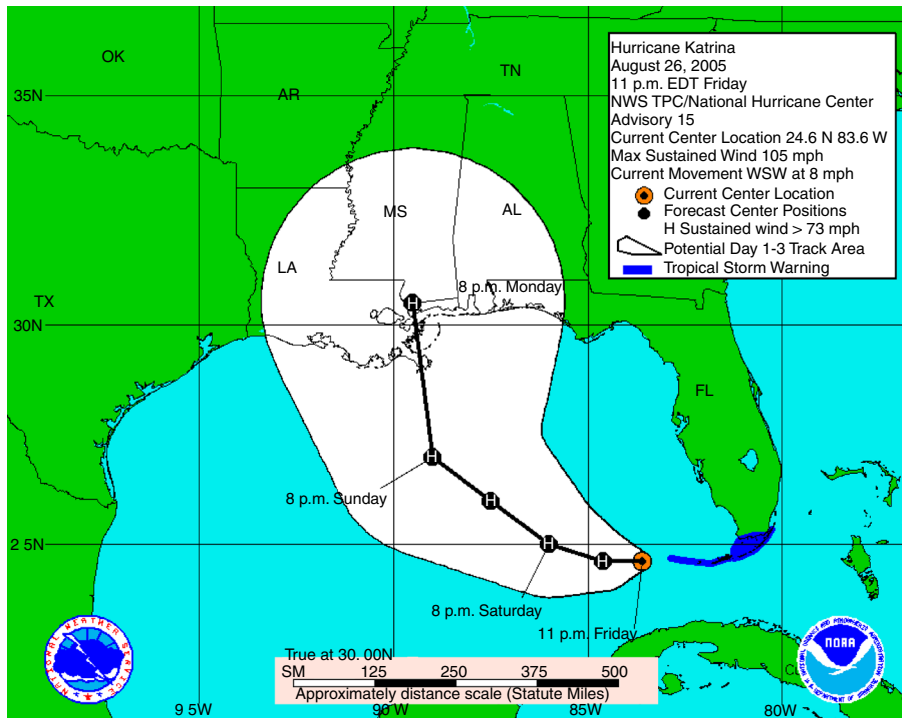 OK
TN
AR
35N
Hurricane Katrina
August 26, 2005
11 p.m. EDT Friday
NWS TPC/National Hurricane Center
Advisory 15
Current Center Location 24.6 N 83.6 W
Max Sustained Wind 105 mph
Current Movement WSW at 8 mph
Current Center Location
Forecast Center Positions
H Sustained wind > 73 mph
Potential Day 1-3 Track Area
Tropical Storm Warning
MS
AL
LA
TX
H
8 p.m. Monday
30N
FL
H
8 p.m. Sunday
H
2 5N
H
H
8 p.m. Saturday
11 p.m. Friday
NATIONAL WEATHER SERVICE
NOAA
True at 30. 00N
SM 125 250 375 500
Approximately distance scale (Statute Miles)
9 5W
90W
85W
80W